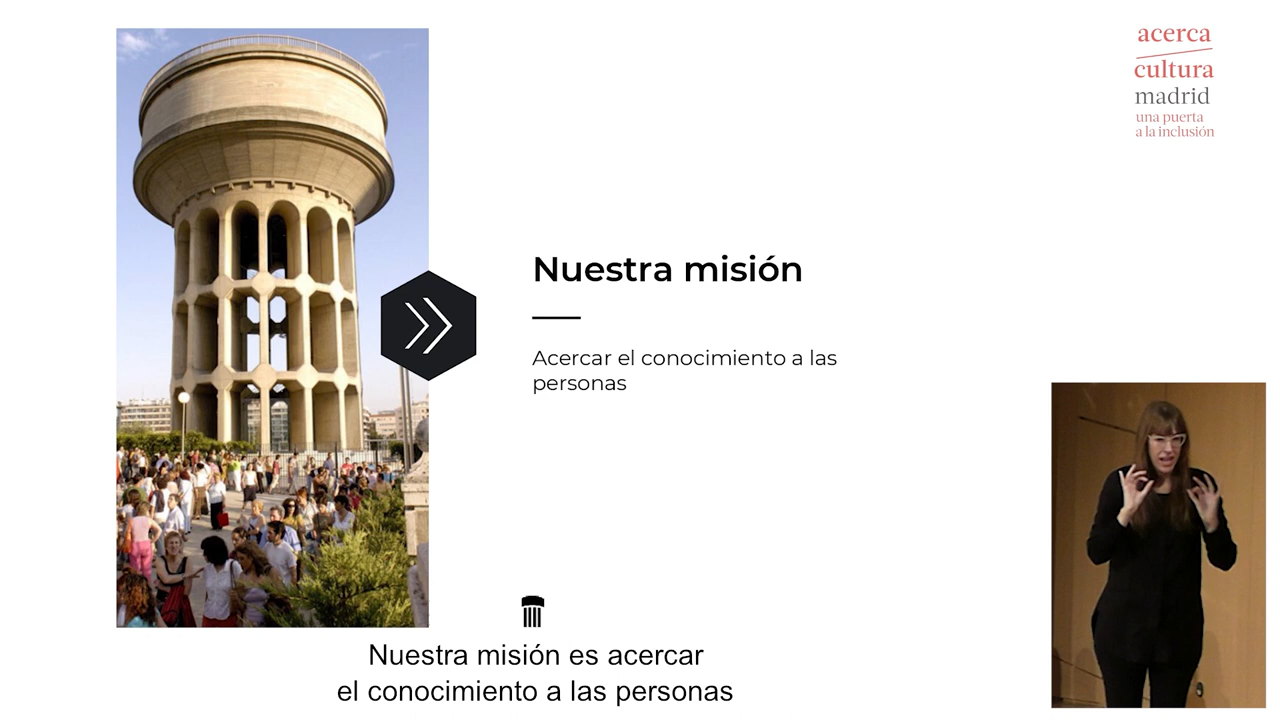 acerca
cultura
madrid
una puerta
a la inclusión
Nuestra misión
Acercar el conocimiento a las
personas
Nuestra misión es acercar
el conocimiento a las personas